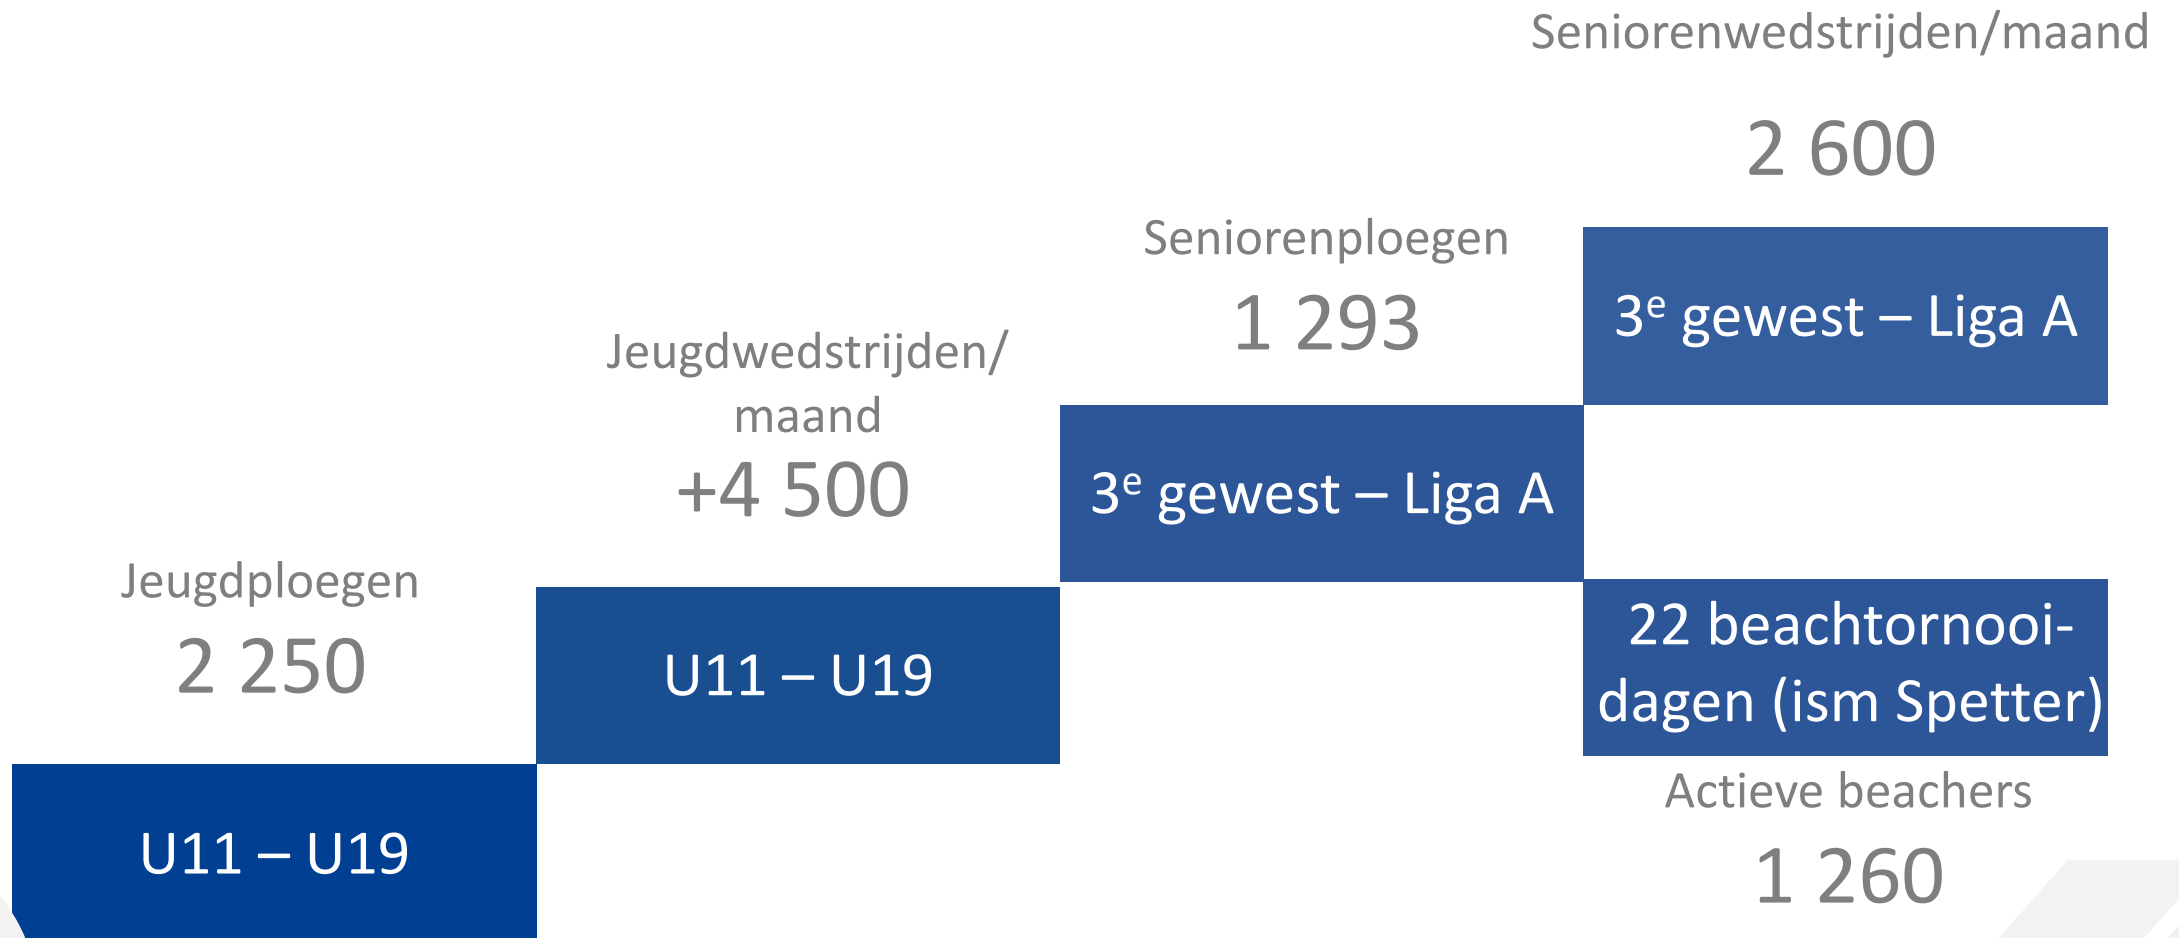 Jeugdploegen
2 250
U11 – U19
Jeugdwedstrijden/
maand
+4 500
U11 – U19
Seniorenploegen
1 293
3e gewest – Liga A
Seniorenwedstrijden/maand
2 600
3e gewest – Liga A
22 beachtornooi-
dagen (ism Spetter)
Actieve beachers
1 260